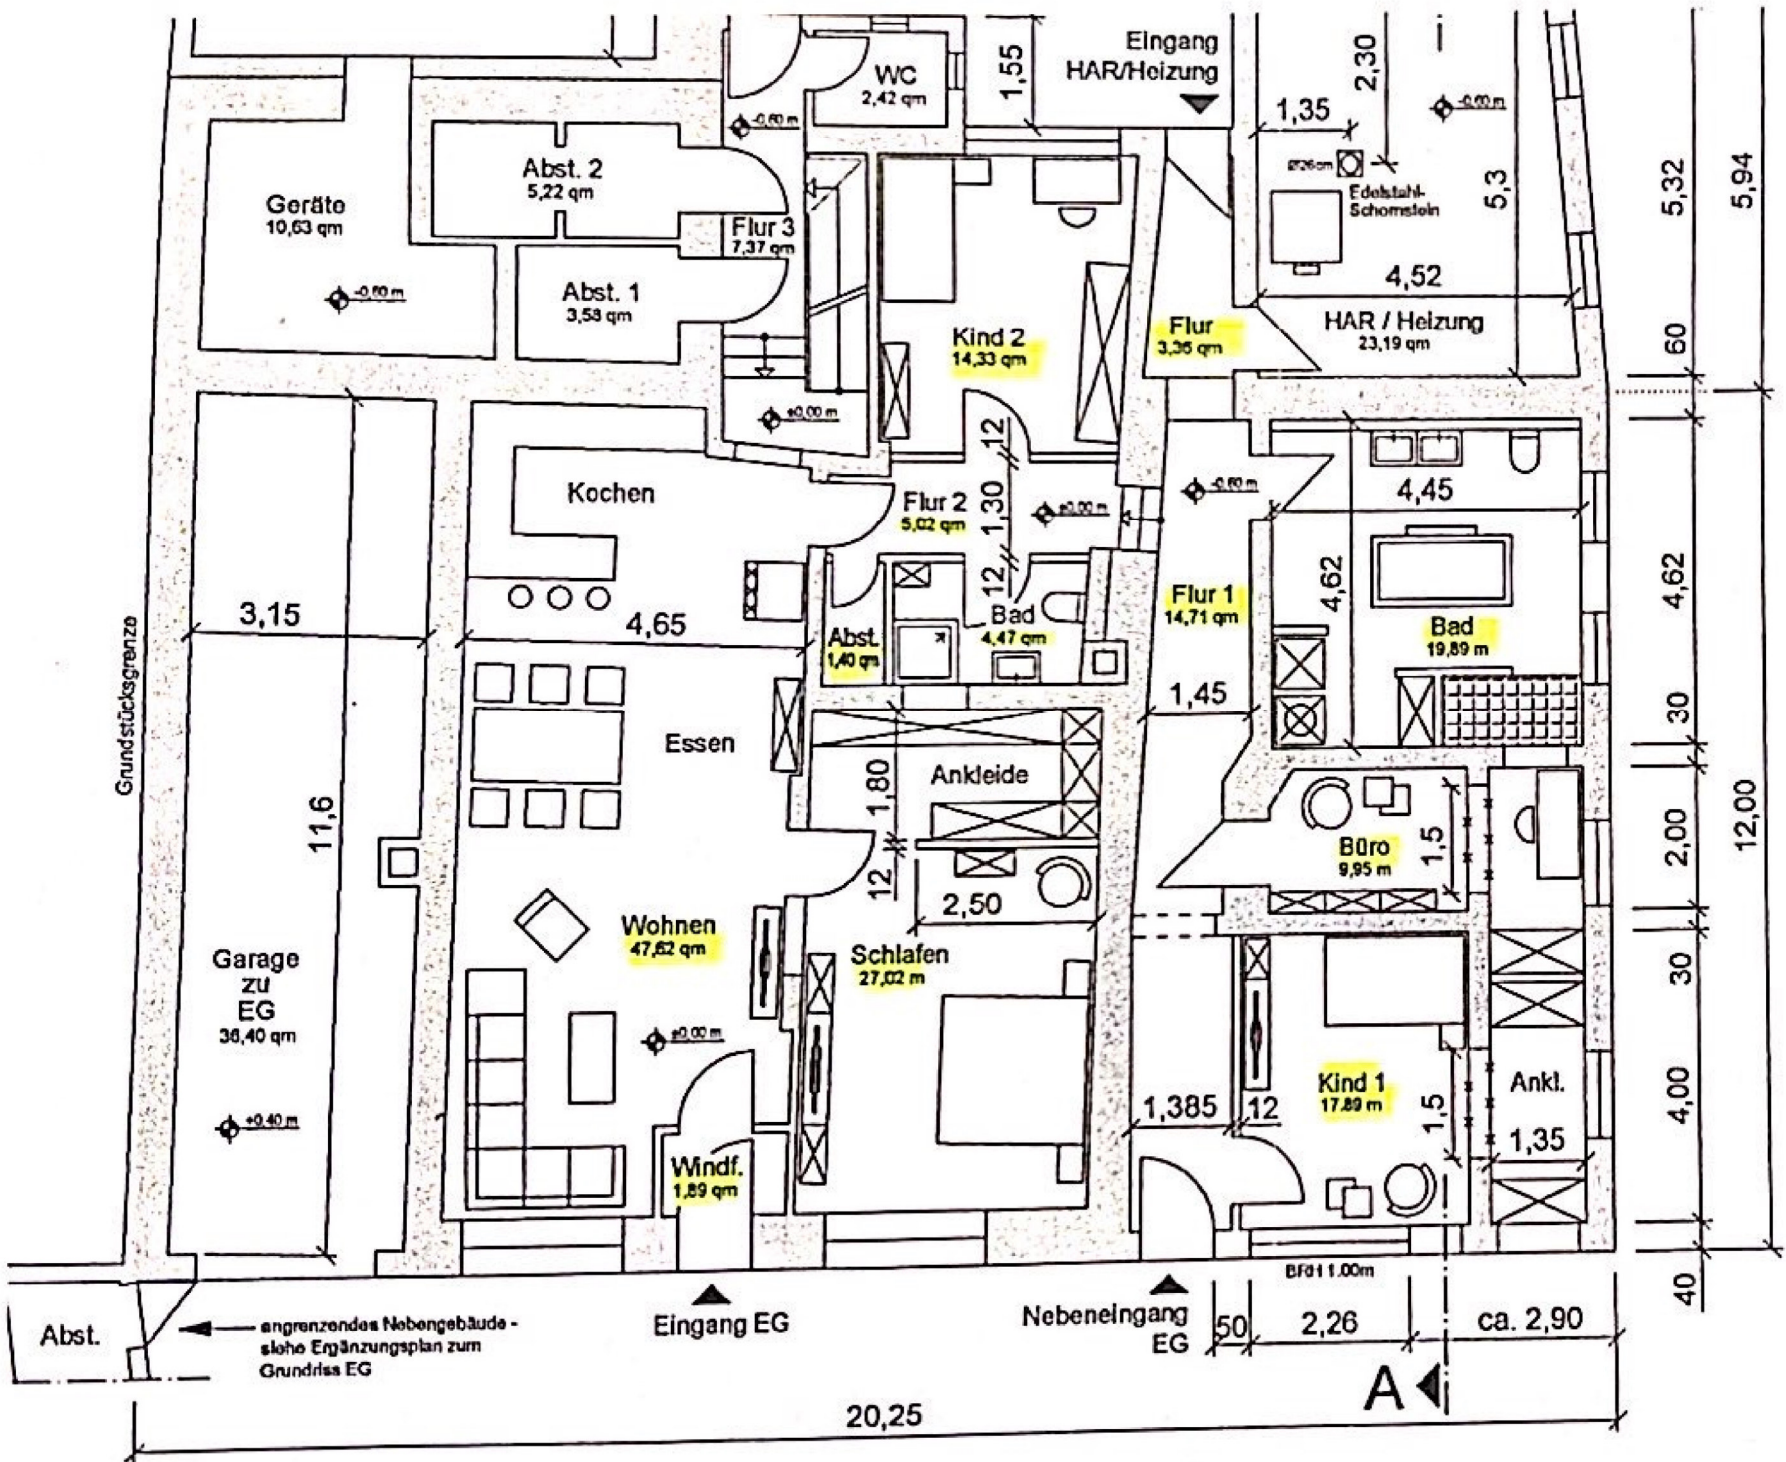 Eingang
HAR/Heizung
WC
2,42 qm
1,55
2,30
1,35
-0,60 m
-0,60 m
Ø26cm
Edelstahl-
Schornstein
5,3
5,32
5,94
Abst. 2
5,22 qm
Geräte
10,63 qm
-0,60 m
Abst. 1
3,58 qm
Flur 3
7,37 qm
Kind 2
14,33 qm
Flur
3,36 qm
4,52
HAR / Heizung
23,19 qm
60
±0,00 m
12
Kochen
Flur 2
5,02 qm
1,30
±0,00 m
-0,60 m
4,45
4,62
4,62
12
Flur 1
14,71 qm
Bad
4,47 qm
Abst.
1,40 qm
Bad
19,89 m
3,15
4,65
Grundstücksgrenze
1,45
30
Essen
Ankleide
1,80
11,6
12
2,50
Büro
9,95 m
1,5
2,00
12,00
Wohnen
47,62 qm
Schlafen
27,02 m
30
Garage
zu
EG
36,40 qm
±0,00 m
+0,40 m
Kind 1
17.89 m
Ankl.
1,385
12
1,5
1,35
4,00
Windf.
1,89 qm
BRH 1.00m
40
Abst.
angrenzendes Nebengebäude -
siehe Ergänzungsplan zum
Grundriss EG
Eingang EG
Nebeneingang
EG
50
2,26
ca. 2,90
A
20,25